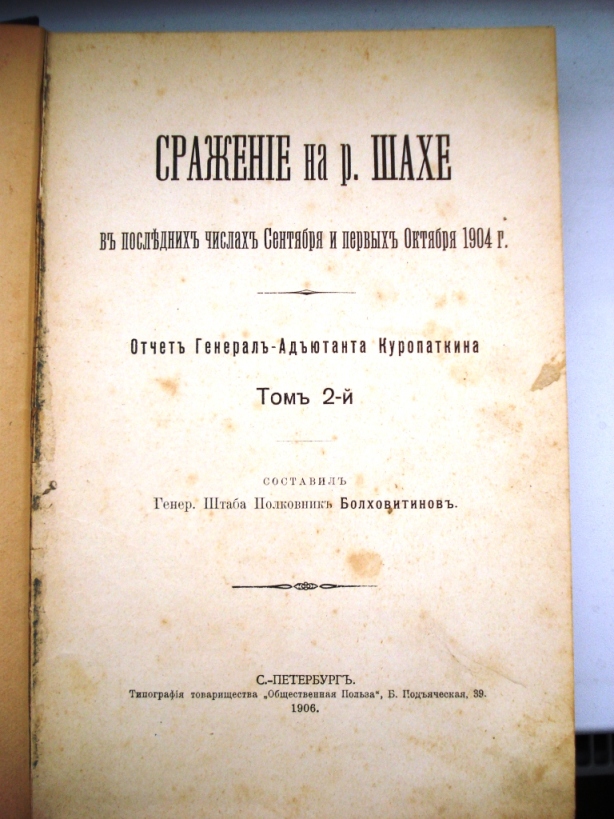 СРАЖЕНІЕ на р. ШАХЕ
въ послѣднихъ числахъ Сентября и первыхъ Октября 1904 г.
Отчетъ Генералъ-Адъютанта Куропаткина
Томъ 2-й
СОСТАВИЛЪ
Генер. Штаба Полковникъ Болховитиновъ.
С.-ПЕТЕРБУРГЪ.
Типографія товарищества „Общественная Польза“, Б. Подъяческая, 39.
1906.